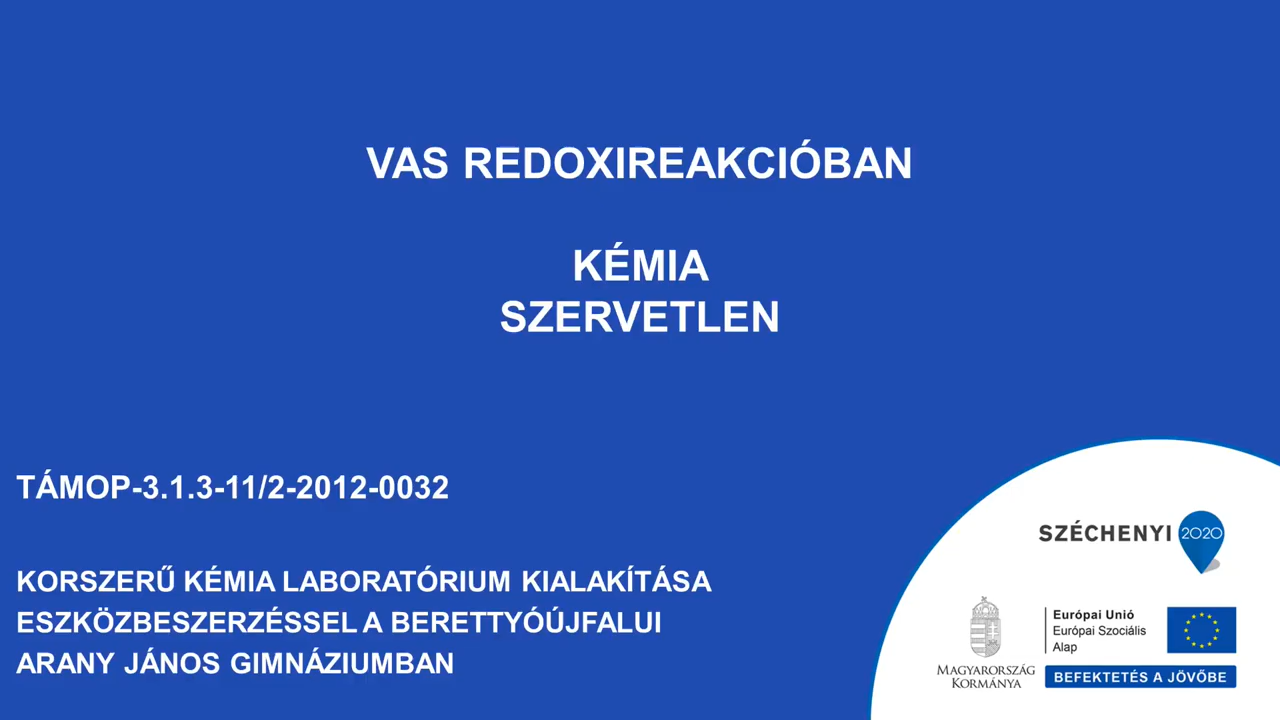 VAS REDOXIREAKCIÓBAN
KÉMIA
SZERVETLEN
TÁMOP-3.1.3-11/2-2012-0032
KORSZERŰ KÉMIA LABORATÓRIUM KIALAKÍTÁSA
ESZKÖZBESZERZÉSSEL A BERETTYÓÚJFALUI
ARANY JÁNOS GIMNÁZIUMBAN
SZÉCHENYI 2020
MAGYARORSZÁG
KORMÁNYA
Európai Unió
Európai Szociális
Alap
BEFEKTETÉS A JÖVŐBE